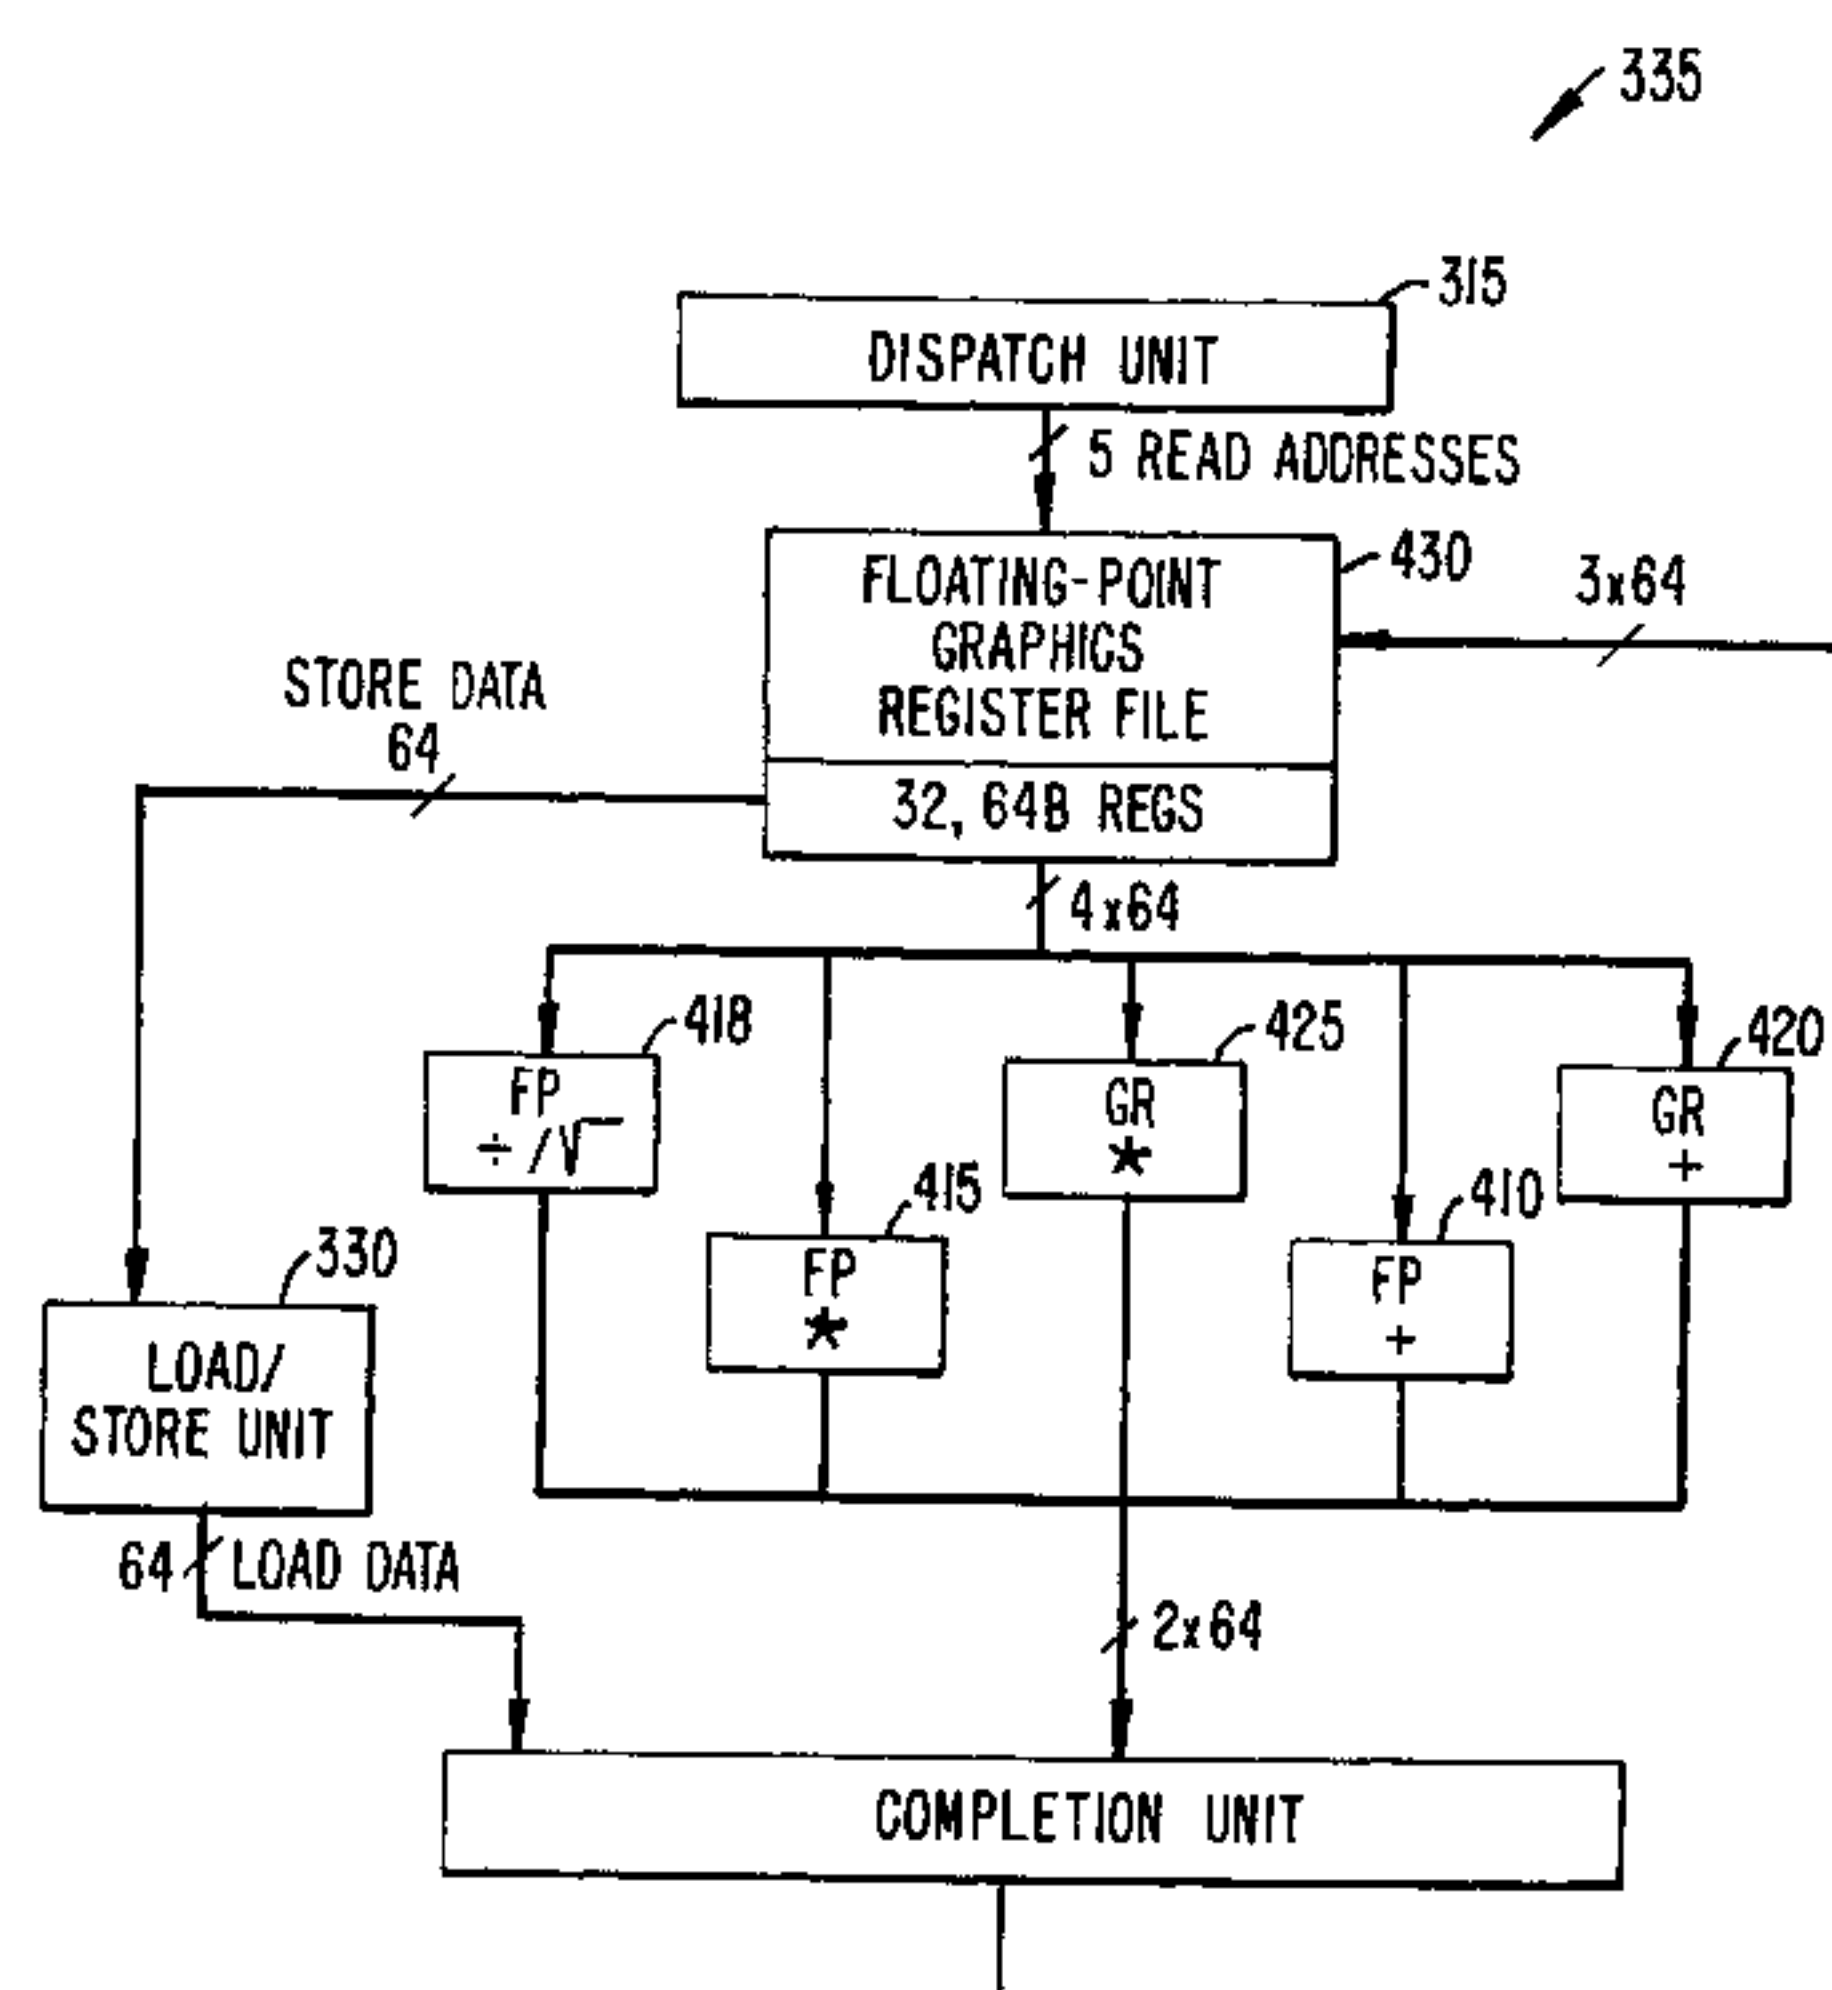 335
315
DISPATCH UNIT
5 READ ADDRESSES
430
3x64
FLOATING-POINT
GRAPHICS
REGISTER FILE
STORE DATA
64
32, 64B REGS
4x64
418
425
420
FP
÷/√
GR
*
GR
+
415
410
FP
*
FP
+
330
LOAD/
STORE UNIT
64 LOAD DATA
2x64
COMPLETION UNIT